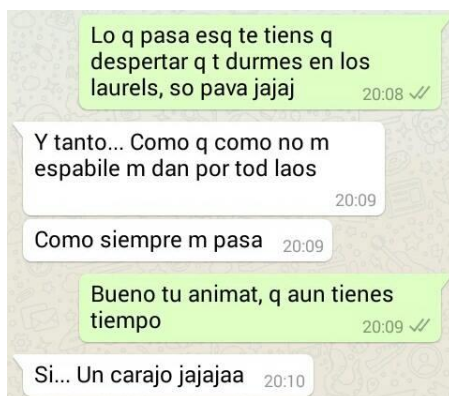 Lo q pasa esq te tiens q
despertar q t durmes en los
laurels, so pava jajaj
20:08
Y tanto... Como q como no m
espabile m dan por tod laos
20:09
Como siempre m pasa 20:09
Bueno tu animat, q aun tienes
tiempo
20:09
Si... Un carajo jajajaa 20:10